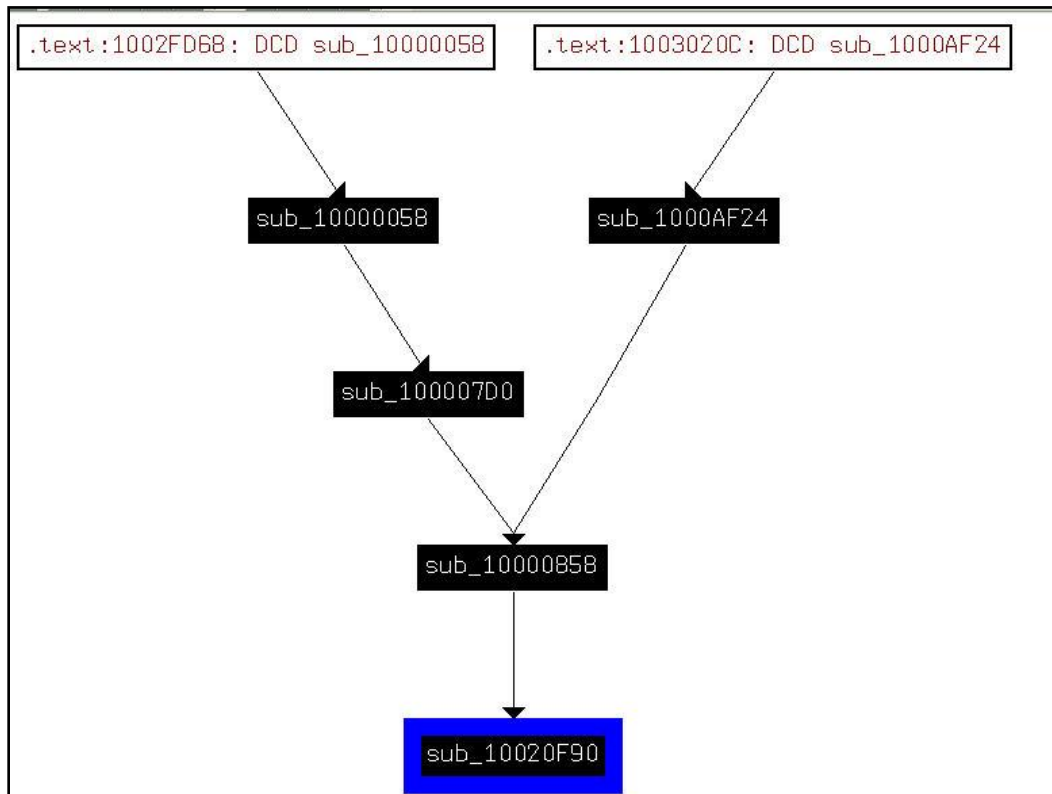 .text:1002FD68: DCD sub_10000058
.text:1003020C: DCD sub_1000AF24
sub_10000058
sub_1000AF24
sub_100007D0
sub_10000858
sub_10020F90